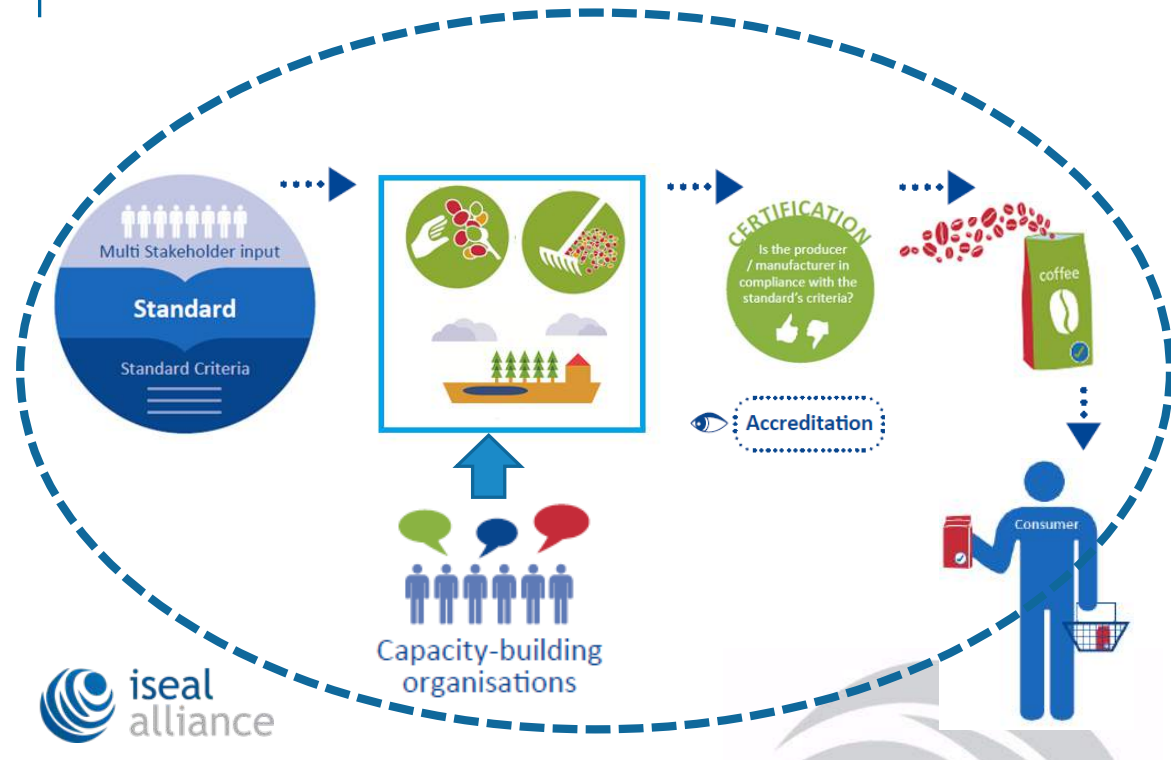 Multi Stakeholder input
Standard
Standard Criteria
CERTIFICATION
Is the producer
/ manufacturer in
compliance with the
standard's criteria?
coffee
Accreditation
Consumer
Capacity-building
organisations
iseal
alliance